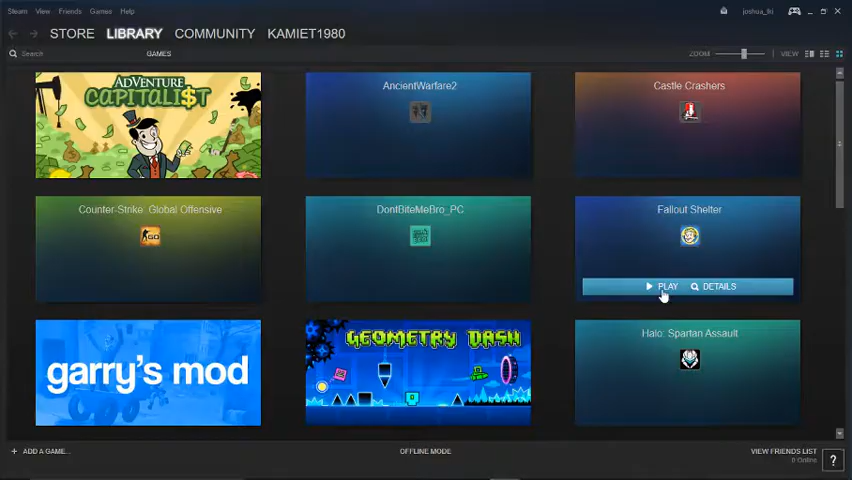 Steam View Friends Games Help joshua_lki
STORE LIBRARY COMMUNITY KAMIET1980
Search GAMES ZOOM VIEW
ADVENTURE
CAPITALI$T
AncientWarfare2
Castle Crashers
Counter-Strike: Global Offensive
GO
DontBiteMeBro_PC
Fallout Shelter
PLAY DETAILS
garry's mod
GEOMETRY DASH
Halo: Spartan Assault
+ ADD A GAME...
OFFLINE MODE
VIEW FRIENDS LIST
0 Online
?